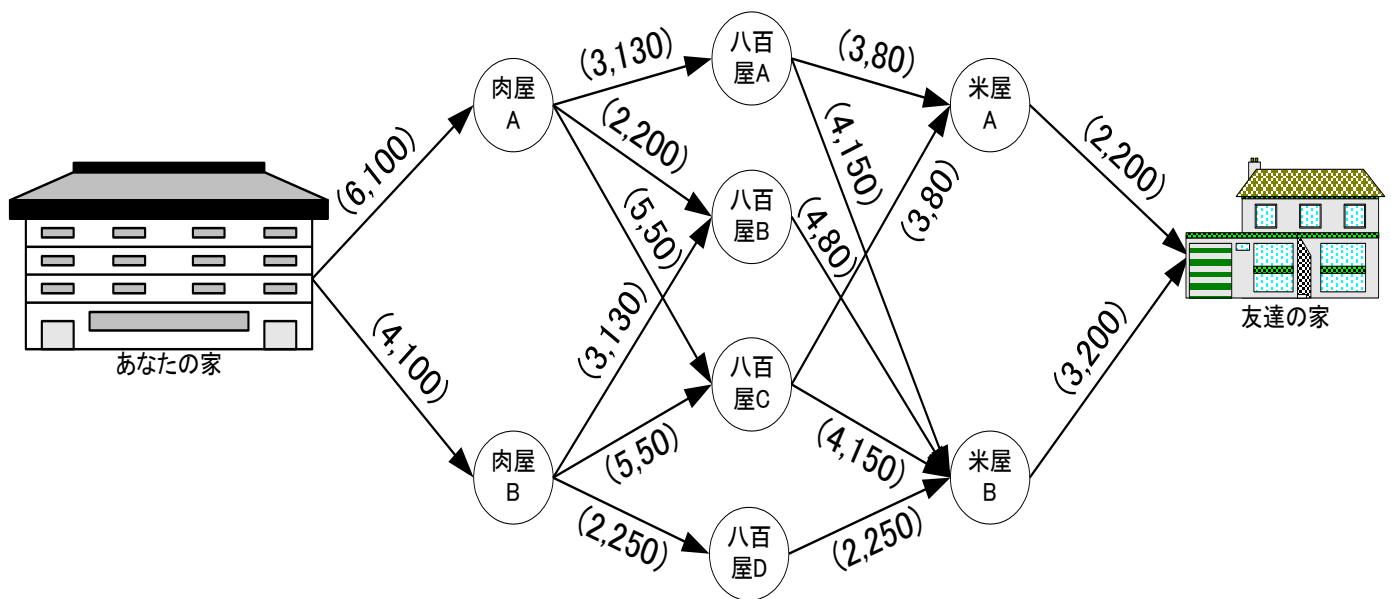 八百
屋A
(3,130)
(3,80)
肉屋
A
米屋
A
(2,200)
(4,150)
(6,100)
(2,200)
八百
屋B
(5,50)
(4,80)
(3,80)
友達の家
(3,130)
あなたの家
(4,100)
八百
屋C
(3,200)
(5,50)
(4,150)
肉屋
B
米屋
B
(2,250)
八百
屋D
(2,250)